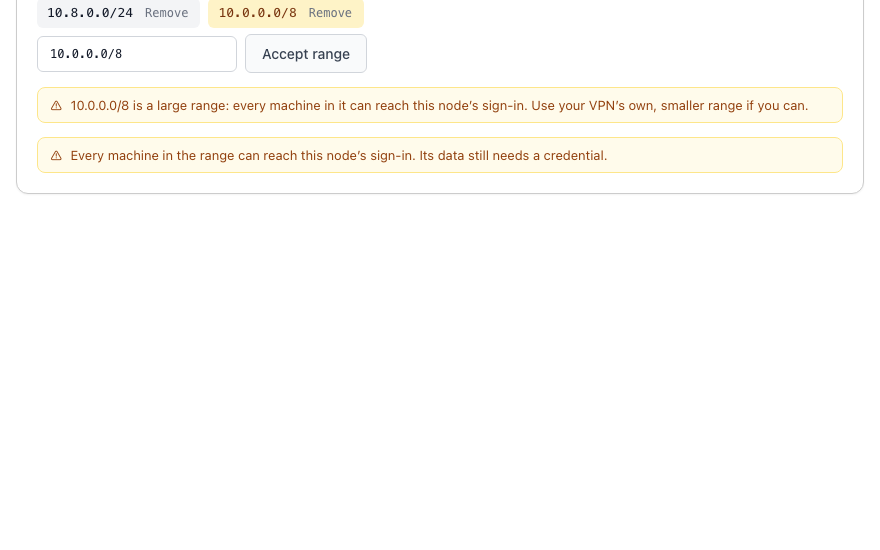 10.8.0.0/24 Remove 10.0.0.0/8 Remove
10.0.0.0/8 Accept range
10.0.0.0/8 is a large range: every machine in it can reach this node’s sign-in. Use your VPN’s own, smaller range if you can.
Every machine in the range can reach this node’s sign-in. Its data still needs a credential.